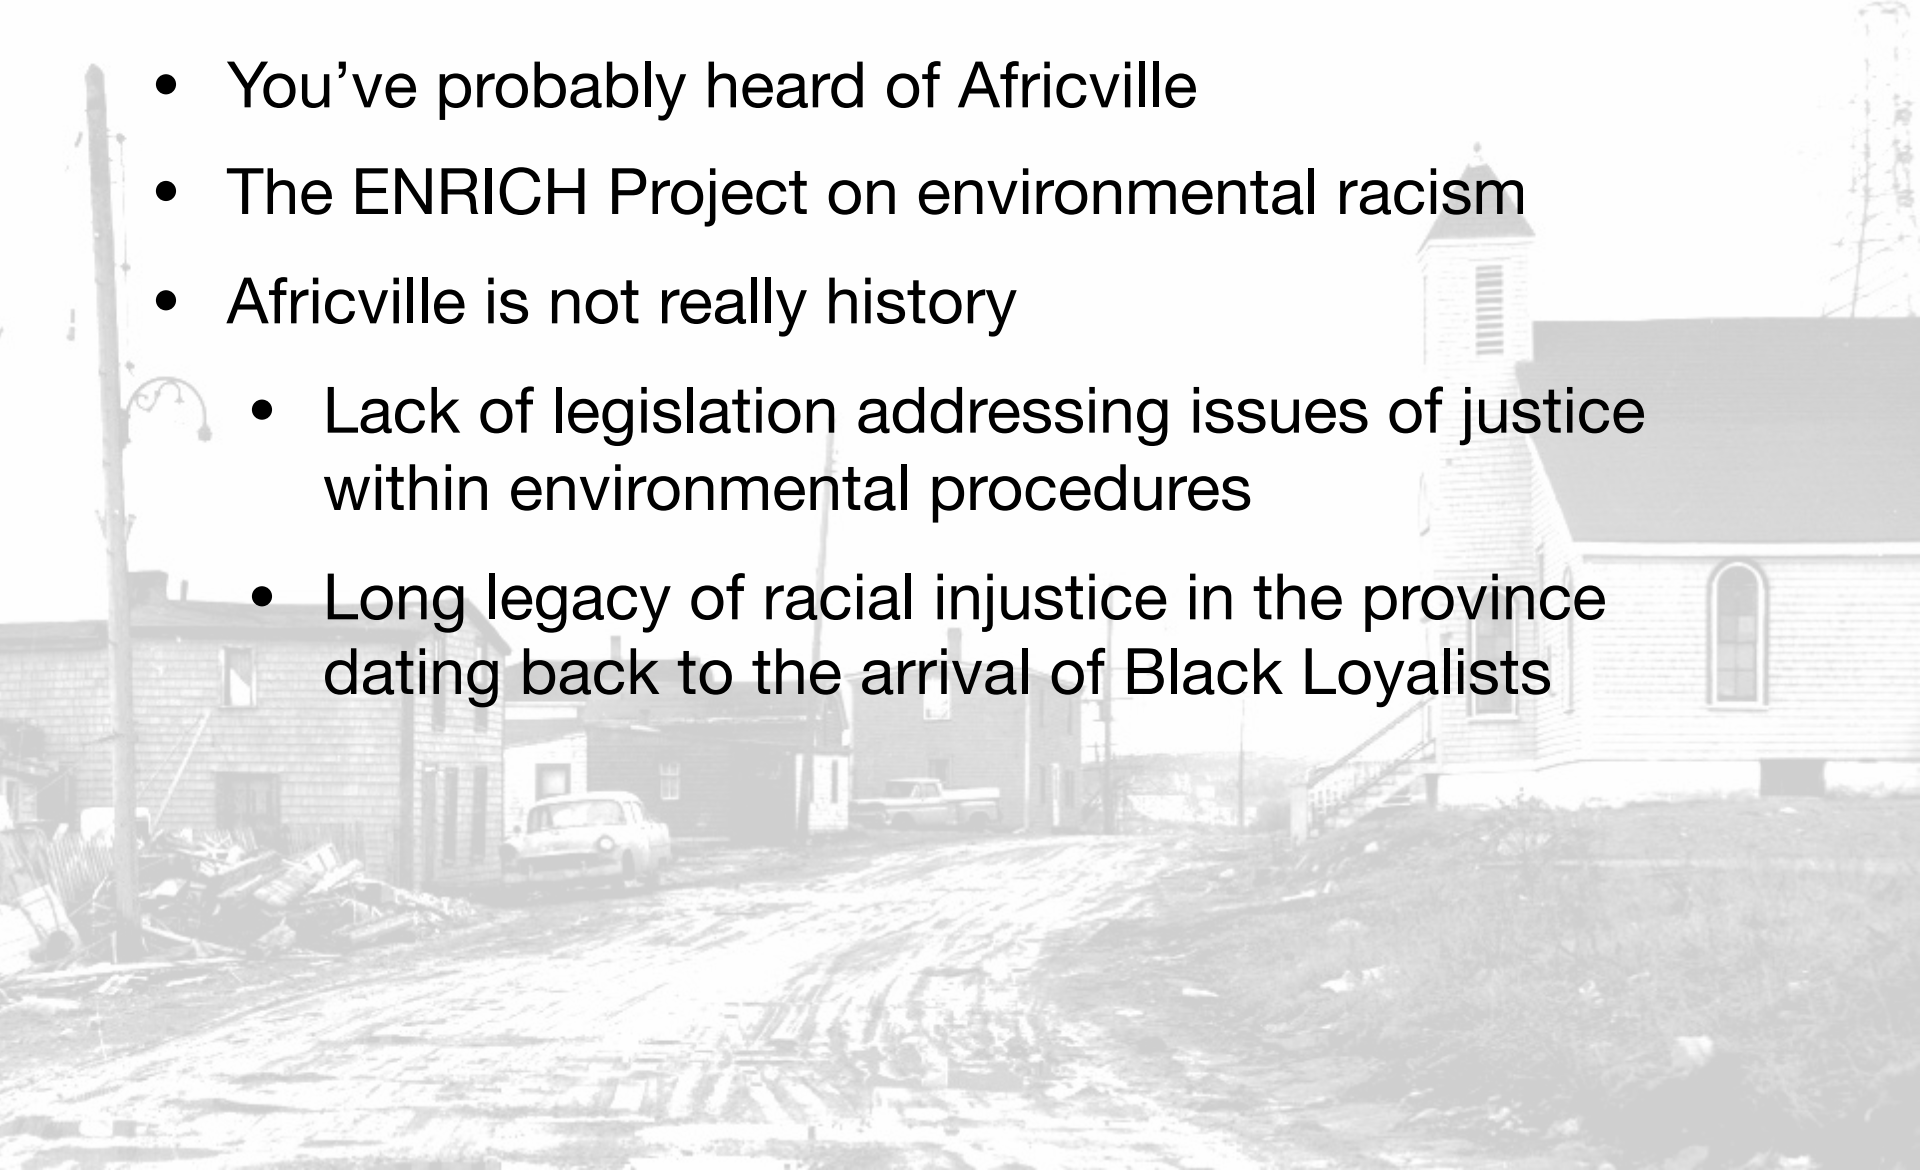 • You’ve probably heard of Africville
• The ENRICH Project on environmental racism
• Africville is not really history
• Lack of legislation addressing issues of justice
within environmental procedures
• Long legacy of racial injustice in the province
dating back to the arrival of Black Loyalists